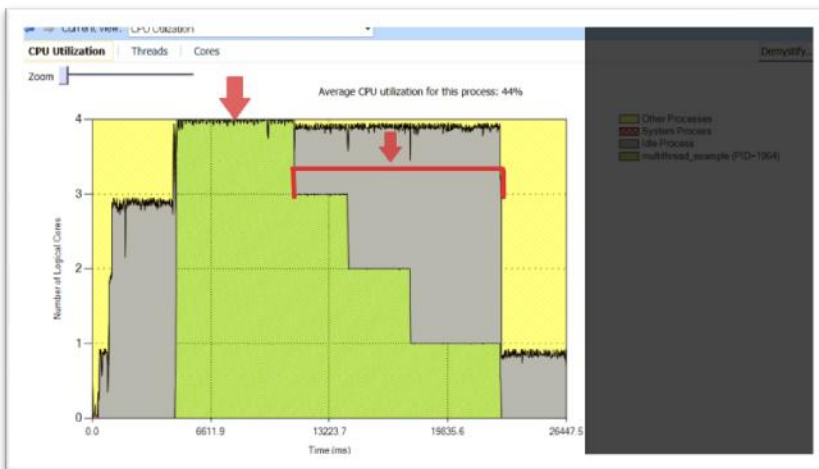 Current view: CPU Utilization
CPU Utilization Threads Cores Demystify...
Zoom
Average CPU utilization for this process: 44%
Other Processes
System Process
Idle Process
multithread_example (PID=1964)
Number of Logical Cores
4
3
2
1
0
0.0 6611.9 13223.7 19835.6 26447.5
Time (ms)